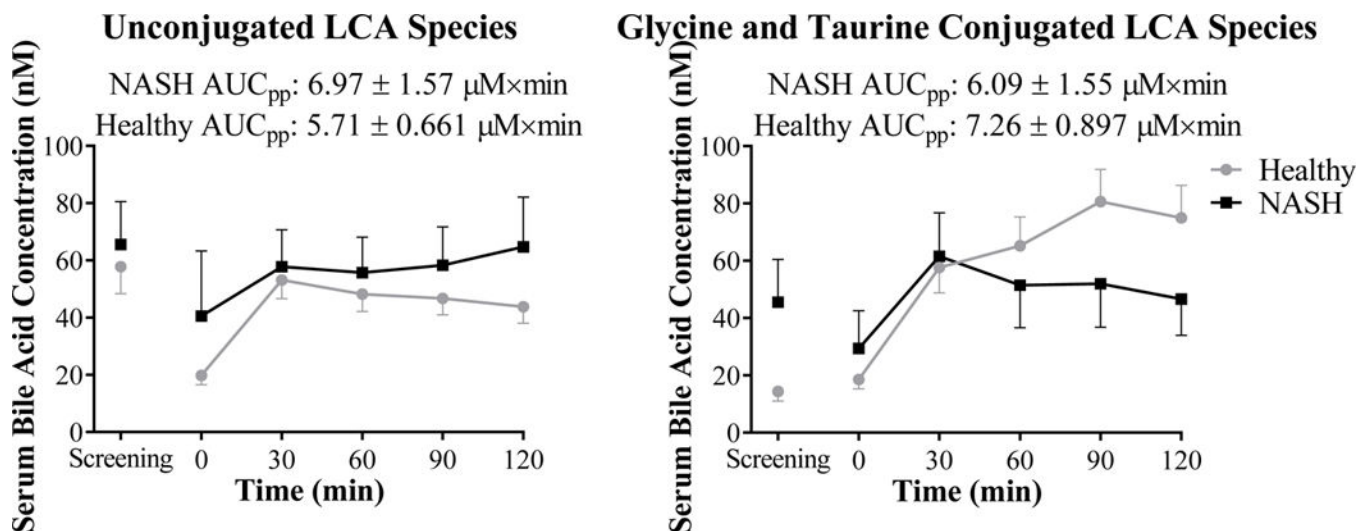 Unconjugated LCA Species
NASH AUCpp: 6.97 ± 1.57 µM×min
Healthy AUCpp: 5.71 ± 0.661 µM×min
Serum Bile Acid Concentration (nM)
100
80
60
40
20
0
Screening 0 30 60 90 120
Time (min)
Glycine and Taurine Conjugated LCA Species
NASH AUCpp: 6.09 ± 1.55 µM×min
Healthy AUCpp: 7.26 ± 0.897 µM×min
Serum Bile Acid Concentration (nM)
100
80
60
40
20
0
Screening 0 30 60 90 120
Time (min)
Healthy
NASH